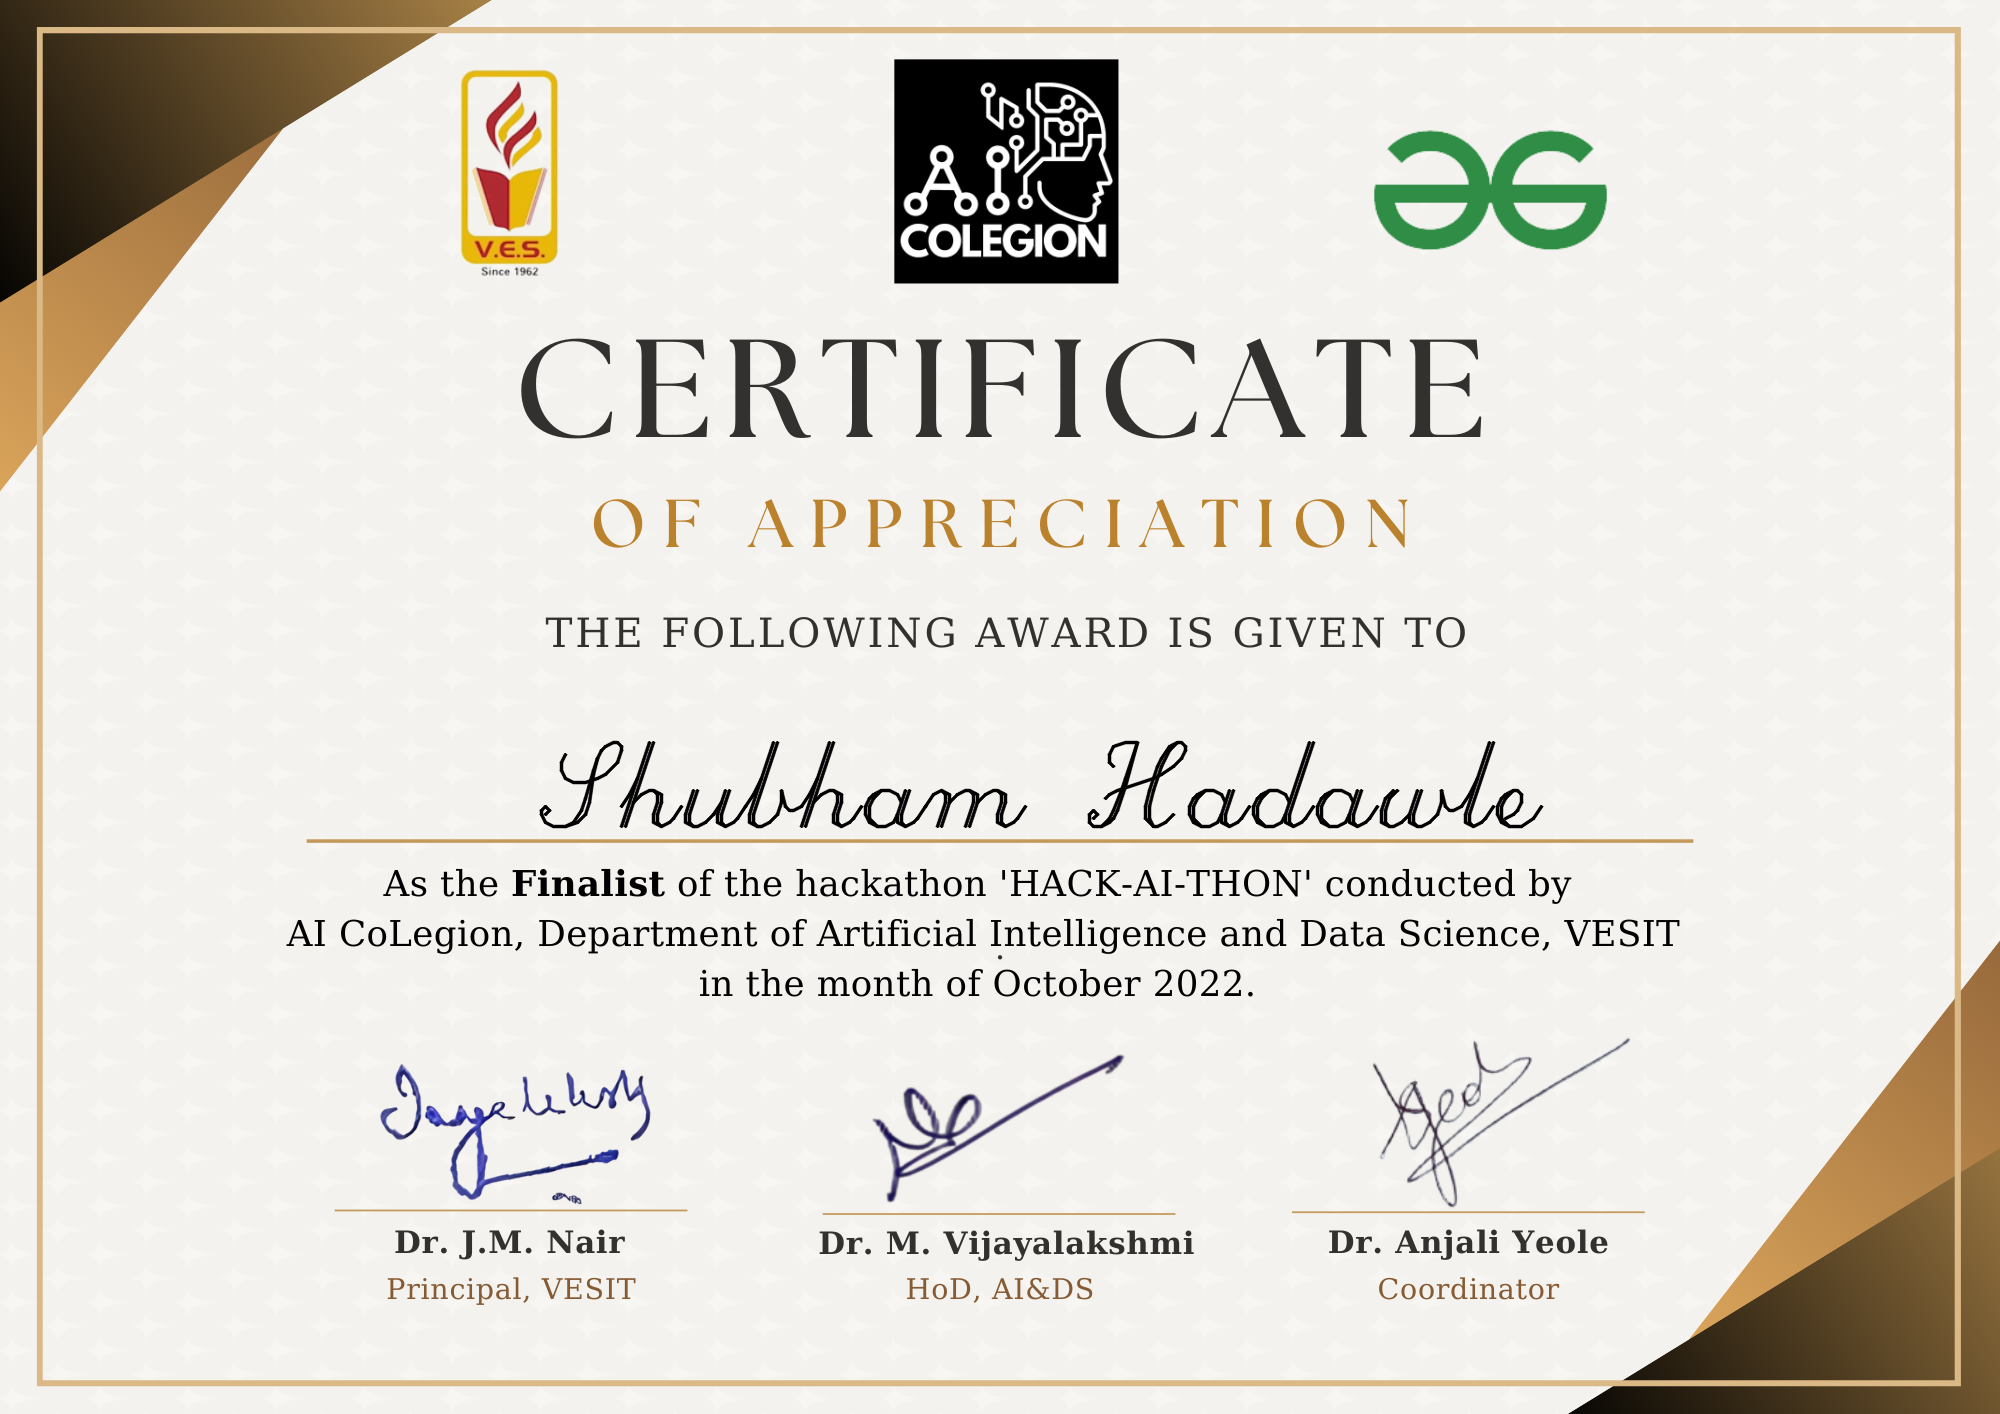 V.E.S.
Since 1962
AI
COLEGION
CERTIFICATE
OF APPRECIATION
THE FOLLOWING AWARD IS GIVEN TO
Shubham Hadawle
As the Finalist of the hackathon 'HACK-AI-THON' conducted by
AI CoLegion, Department of Artificial Intelligence and Data Science, VESIT
in the month of October 2022.
Dr. J.M. Nair
Principal, VESIT
Dr. M. Vijayalakshmi
HoD, AI&DS
Dr. Anjali Yeole
Coordinator